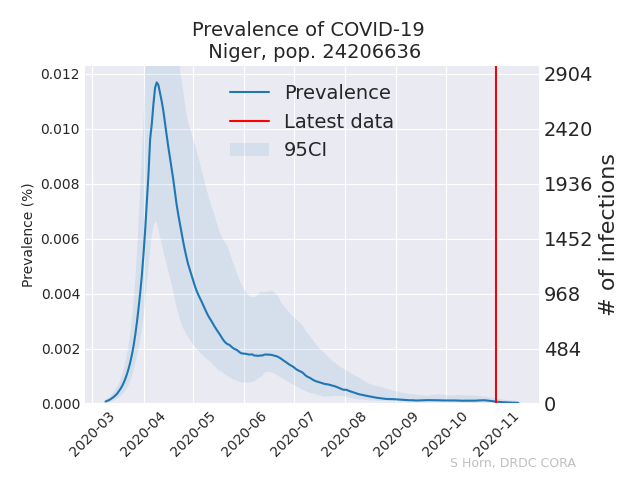 Prevalence of COVID-19
Niger, pop. 24206636
Prevalence (%)
0.012
0.010
0.008
0.006
0.004
0.002
0.000
Prevalence
Latest data
95CI
2904
2420
1936
1452
968
484
0
# of infections
2020-03
2020-04
2020-05
2020-06
2020-07
2020-08
2020-09
2020-10
2020-11
S Horn, DRDC CORA